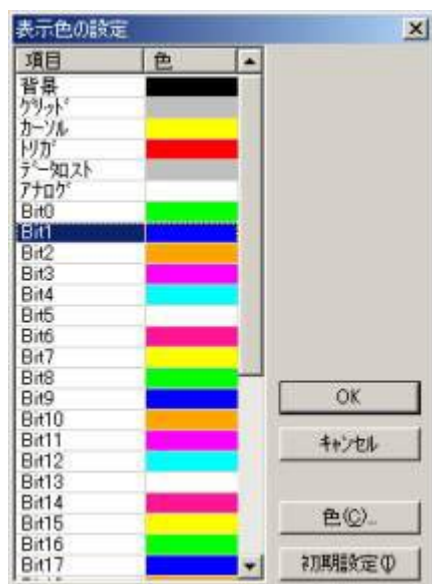 表示色の設定
項目 色
背景
ｸﾞﾘｯﾄﾞ
ｶｰｿﾙ
ﾄﾘｶﾞ
ﾃﾞｰﾀﾛｽﾄ
ｱﾅﾛｸﾞ
Bit0
Bit1
Bit2
Bit3
Bit4
Bit5
Bit6
Bit7
Bit8
Bit9
Bit10
Bit11
Bit12
Bit13
Bit14
Bit15
Bit16
Bit17
OK
ｷｬﾝｾﾙ
色(C)...
初期設定(I)